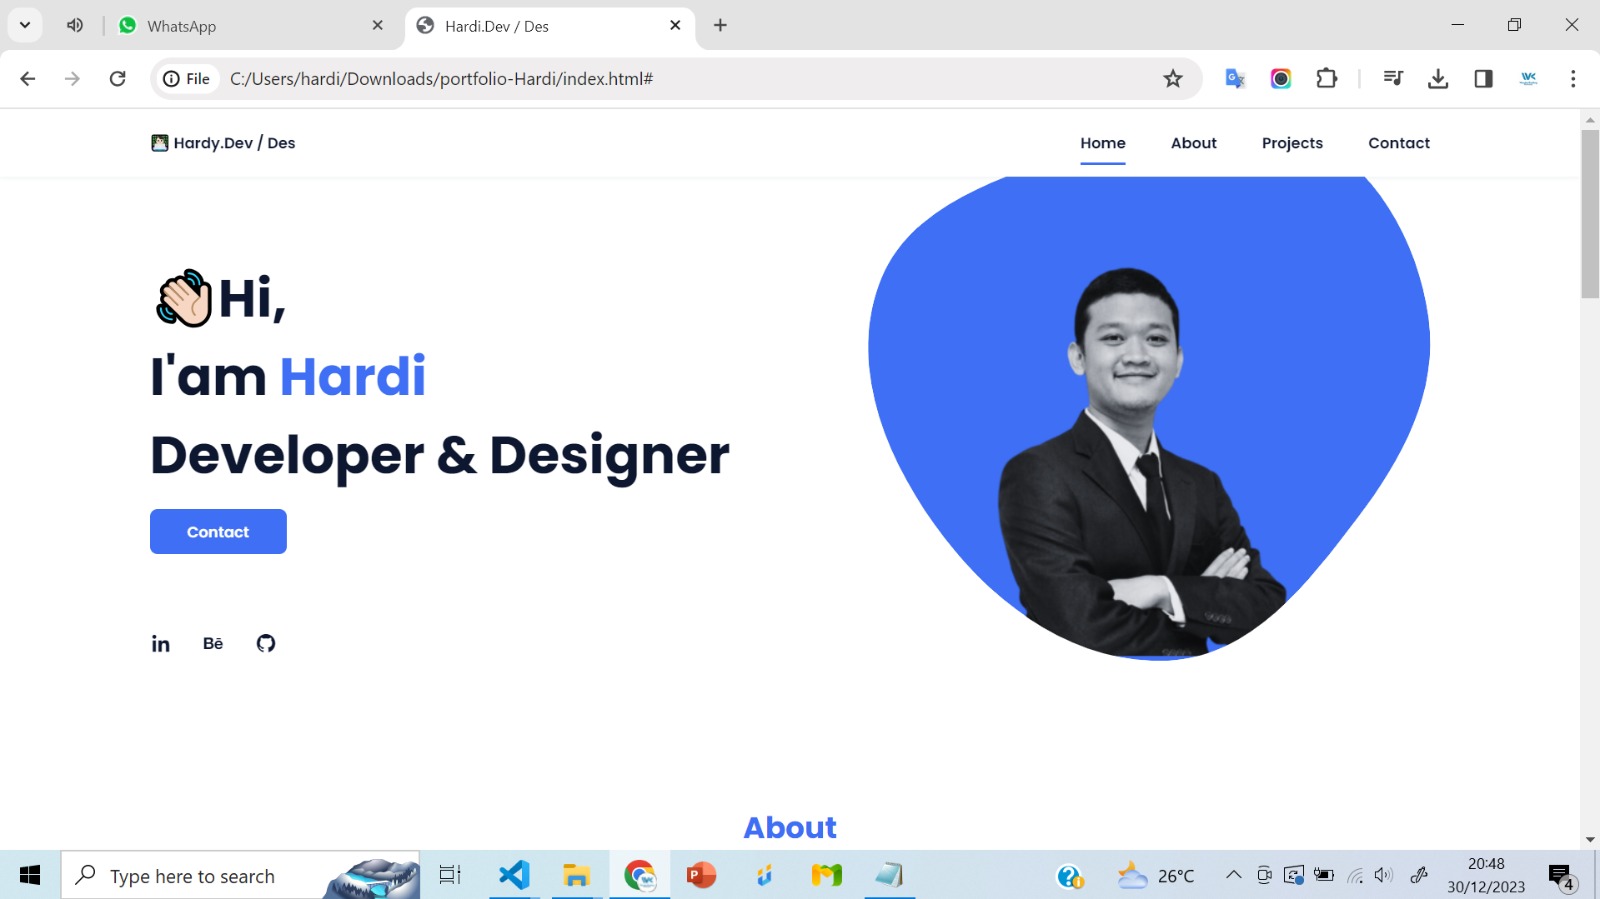 WhatsApp
Hardi.Dev / Des
File
C:/Users/hardi/Downloads/portfolio-Hardi/index.html#
Hardy.Dev / Des
Home
About
Projects
Contact
Hi,
I'am Hardi
Developer & Designer
Contact
in
Bē
About
Type here to search
26°C
20:48
30/12/2023
4